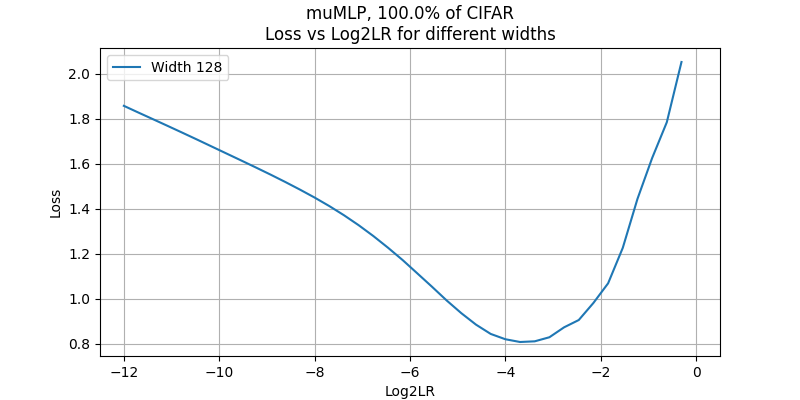 muMLP, 100.0% of CIFAR
Loss vs Log2LR for different widths
Width 128
2.0
1.8
1.6
1.4
1.2
1.0
0.8
Loss
−12 −10 −8 −6 −4 −2 0
Log2LR